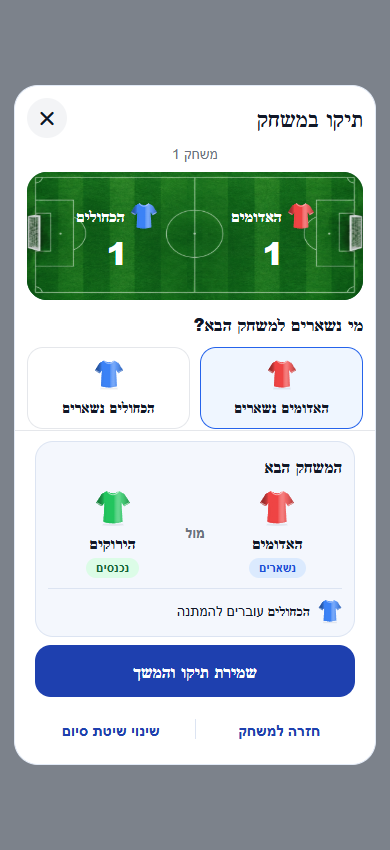 תיקו במשחק
משחק 1
האדומים
הכחולים
1
1
מי נשארים למשחק הבא?
האדומים נשארים
הכחולים נשארים
המשחק הבא
האדומים
מול
הירוקים
נשארים
נכנסים
הכחולים עוברים להמתנה
שמירת תיקו והמשך
חזרה למשחק
שינוי שיטת סיום